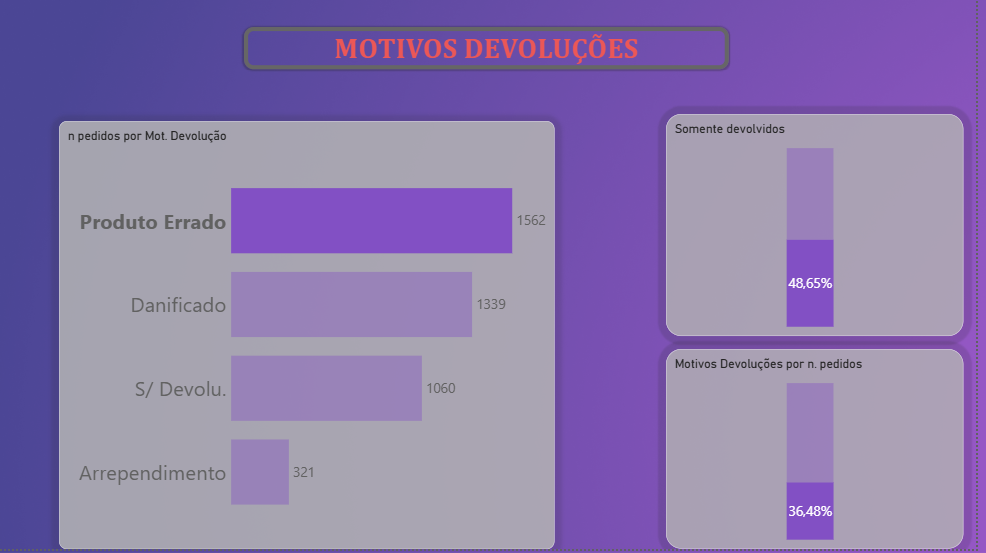 MOTIVOS DEVOLUÇÕES
n pedidos por Mot. Devolução
Produto Errado 1562
Danificado 1339
S/ Devolu. 1060
Arrependimento 321
Somente devolvidos
48,65%
Motivos Devoluções por n. pedidos
36,48%